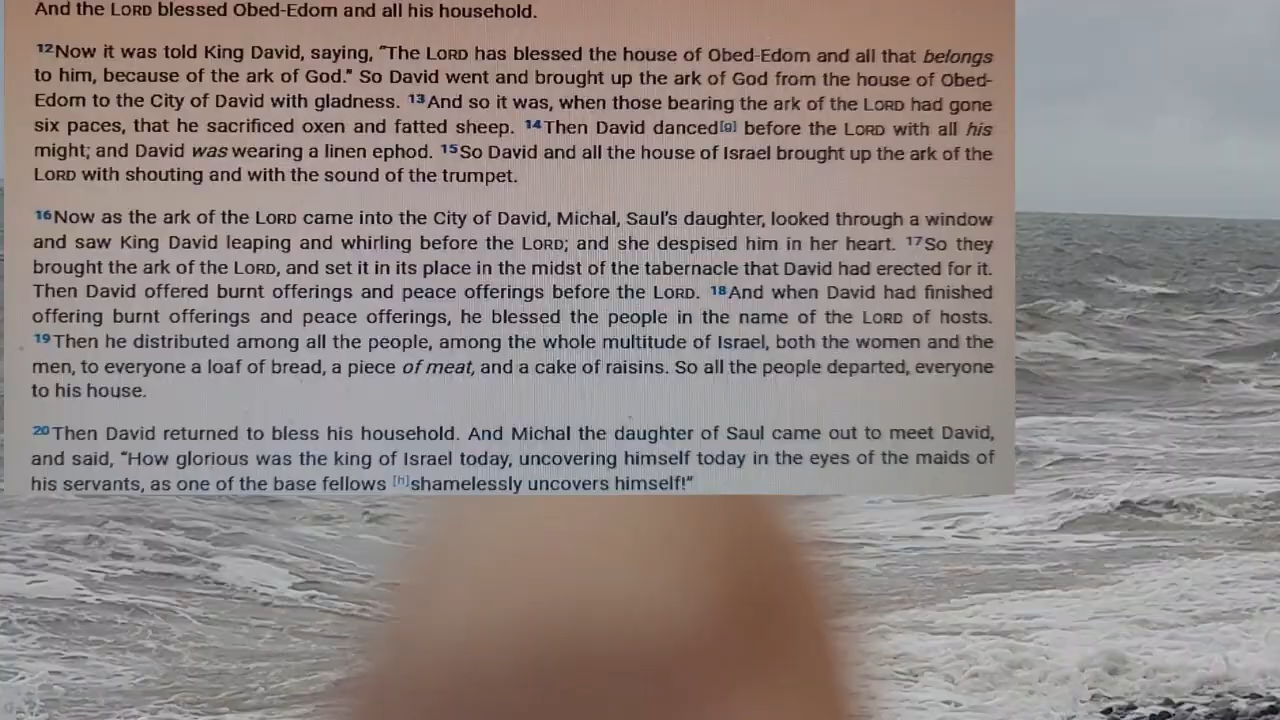 And the LORD blessed Obed-Edom and all his household.
12Now it was told King David, saying, “The LORD has blessed the house of Obed-Edom and all that belongs
to him, because of the ark of God.” So David went and brought up the ark of God from the house of Obed-
Edom to the City of David with gladness. 13And so it was, when those bearing the ark of the LORD had gone
six paces, that he sacrificed oxen and fatted sheep. 14Then David danced[g] before the LORD with all his
might; and David was wearing a linen ephod. 15So David and all the house of Israel brought up the ark of the
LORD with shouting and with the sound of the trumpet.
16Now as the ark of the LORD came into the City of David, Michal, Saul’s daughter, looked through a window
and saw King David leaping and whirling before the LORD; and she despised him in her heart. 17So they
brought the ark of the LORD, and set it in its place in the midst of the tabernacle that David had erected for it.
Then David offered burnt offerings and peace offerings before the LORD. 18And when David had finished
offering burnt offerings and peace offerings, he blessed the people in the name of the LORD of hosts.
19Then he distributed among all the people, among the whole multitude of Israel, both the women and the
men, to everyone a loaf of bread, a piece of meat, and a cake of raisins. So all the people departed, everyone
to his house.
20Then David returned to bless his household. And Michal the daughter of Saul came out to meet David,
and said, “How glorious was the king of Israel today, uncovering himself today in the eyes of the maids of
his servants, as one of the base fellows [h]shamelessly uncovers himself!”